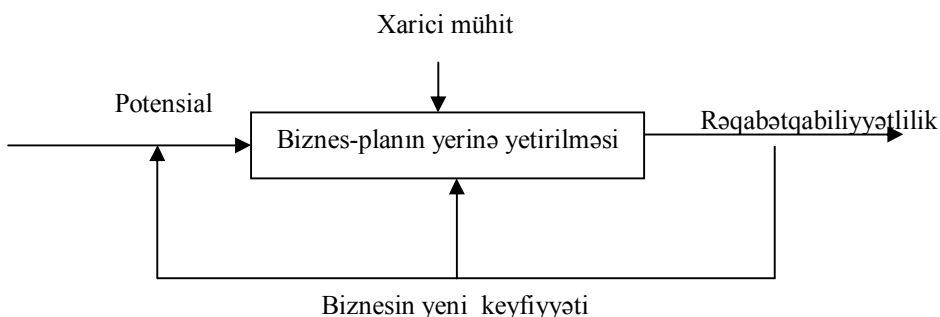 Xarici mühit
Potensial
Rəqabətqabiliyyətlilik
Biznes-planın yerinə yetirilməsi
Biznesin yeni keyfiyyəti